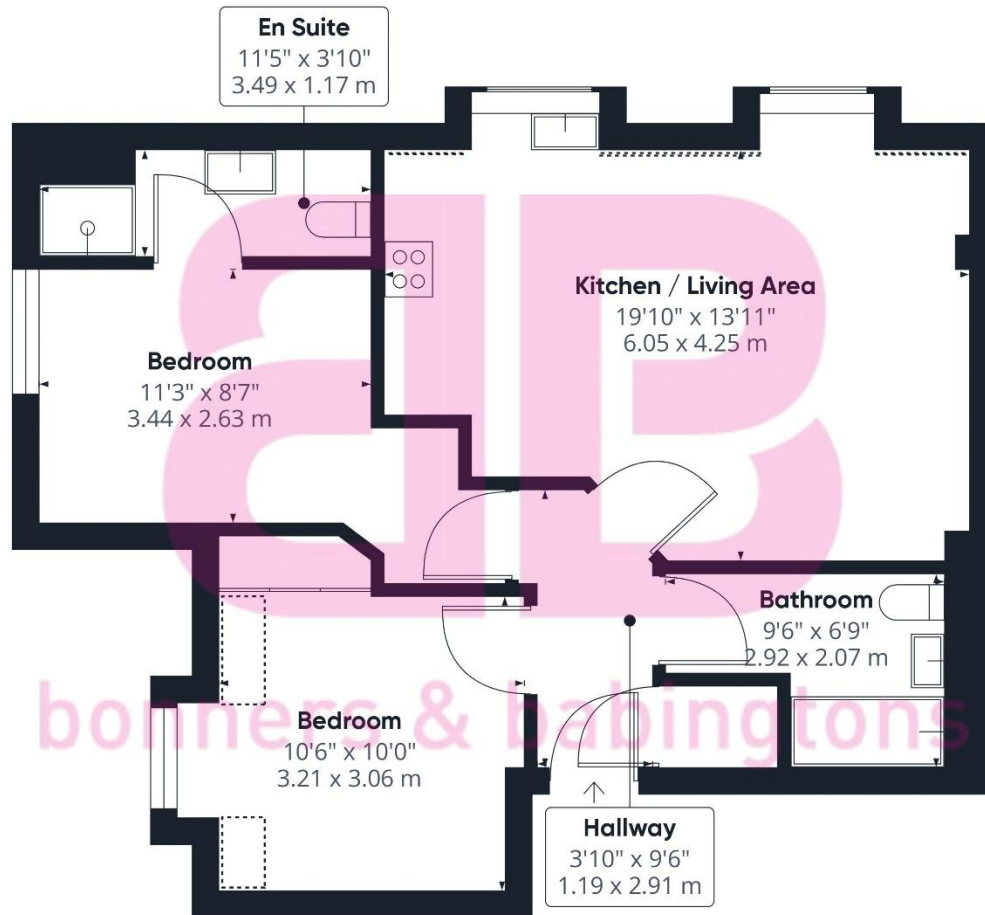 En Suite
11'5" x 3'10"
3.49 x 1.17 m
Kitchen / Living Area
19'10" x 13'11"
6.05 x 4.25 m
Bedroom
11'3" x 8'7"
3.44 x 2.63 m
Bathroom
9'6" x 6'9"
2.92 x 2.07 m
Bedroom
10'6" x 10'0"
3.21 x 3.06 m
Hallway
3'10" x 9'6"
1.19 x 2.91 m
aB
bonners & babingtons